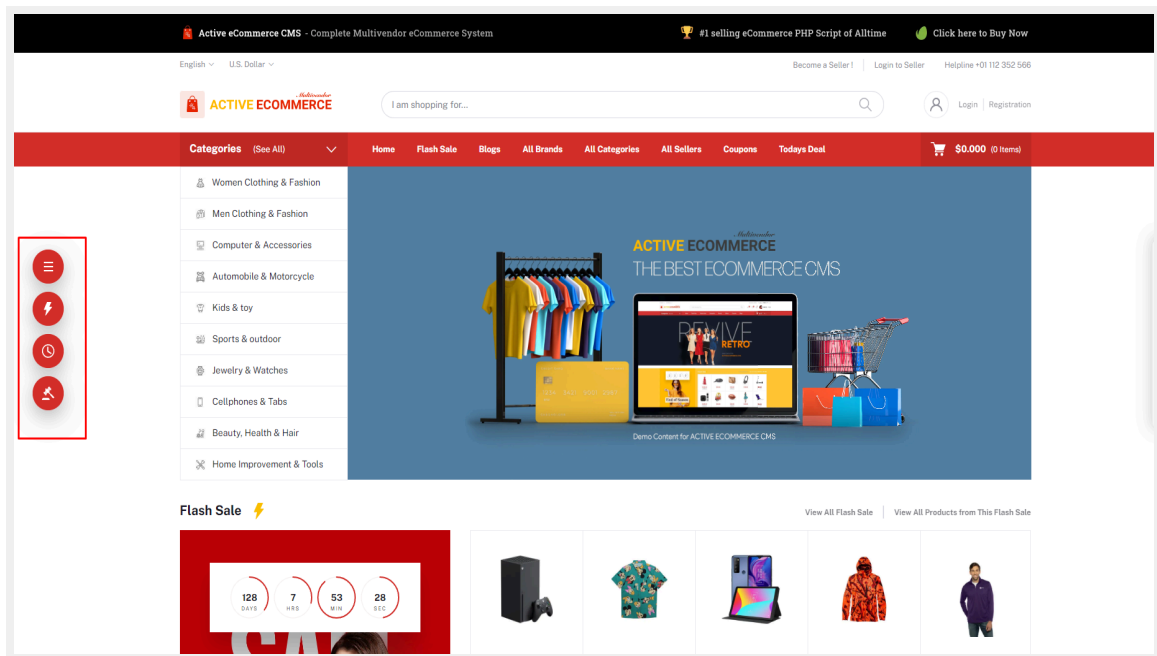 Active eCommerce CMS - Complete Multivendor eCommerce System
#1 selling eCommerce PHP Script of Alltime
Click here to Buy Now
English
U.S. Dollar
Become a Seller !
Login to Seller
Helpline +01 112 352 566
Multivendor
ACTIVE ECOMMERCE
I am shopping for...
Login
Registration
Categories (See All)
Home
Flash Sale
Blogs
All Brands
All Categories
All Sellers
Coupons
Todays Deal
$0.000 (0 Items)
Women Clothing & Fashion
Men Clothing & Fashion
Computer & Accessories
Automobile & Motorcycle
Kids & toy
Sports & outdoor
Jewelry & Watches
Cellphones & Tabs
Beauty, Health & Hair
Home Improvement & Tools
Multivendor
ACTIVE ECOMMERCE
THE BEST ECOMMERCE CMS
REVIVE
RETRO
Demo Content for ACTIVE ECOMMERCE CMS
Flash Sale
View All Flash Sale
View All Products from This Flash Sale
128 7 53 28
DAYS HRS MIN SEC